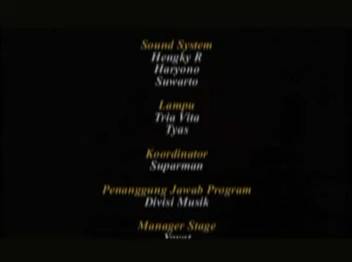 Sound System
Hengky R
Haryono
Suwarto
Lampu
Tria Vita
Tyas
Koordinator
Suparman
Penanggung Jawab Program
Divisi Musik
Manager Stage